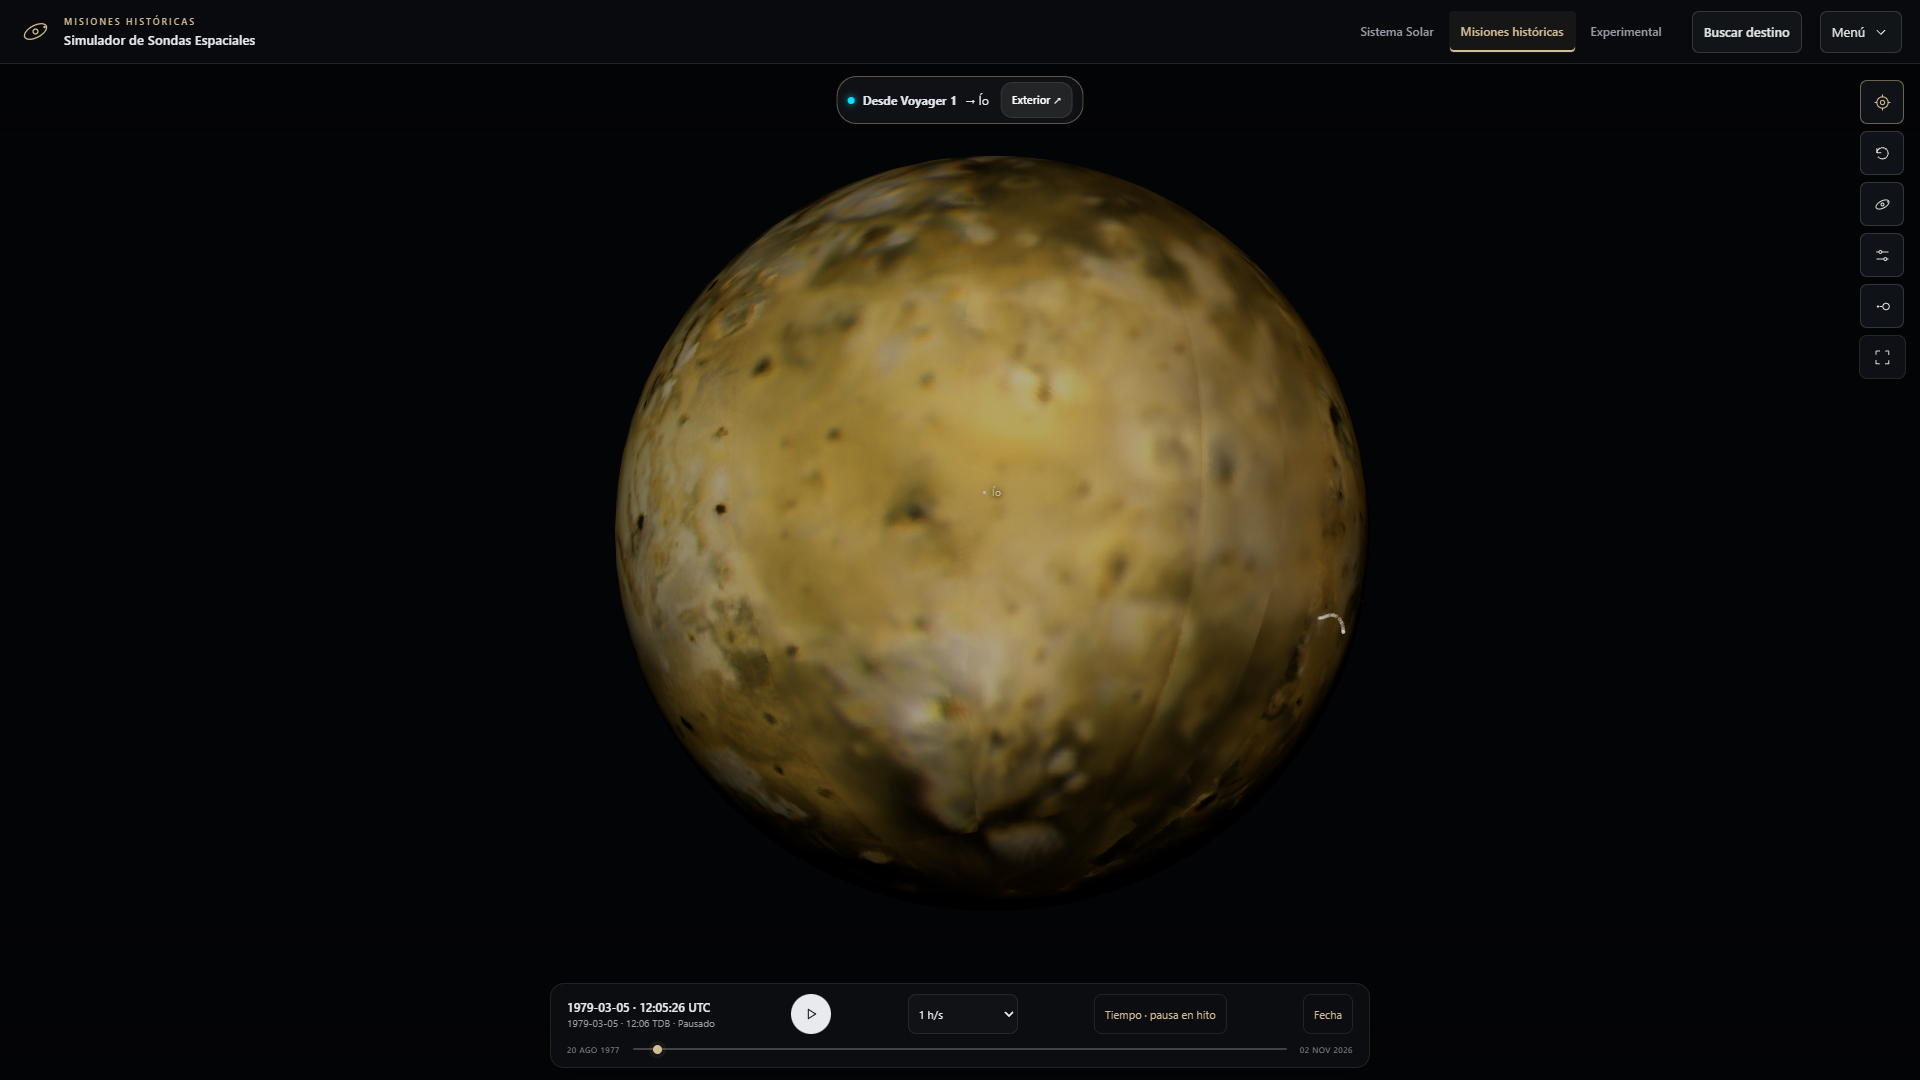 MISIONES HISTÓRICAS
Simulador de Sondas Espaciales
Sistema Solar
Misiones históricas
Experimental
Buscar destino
Menú
Desde Voyager 1 → Ío
Exterior ↗
Ío
1979-03-05 · 12:05:26 UTC
1979-03-05 · 12:06 TDB · Pausado
1 h/s
Tiempo · pausa en hito
Fecha
20 AGO 1977
02 NOV 2026